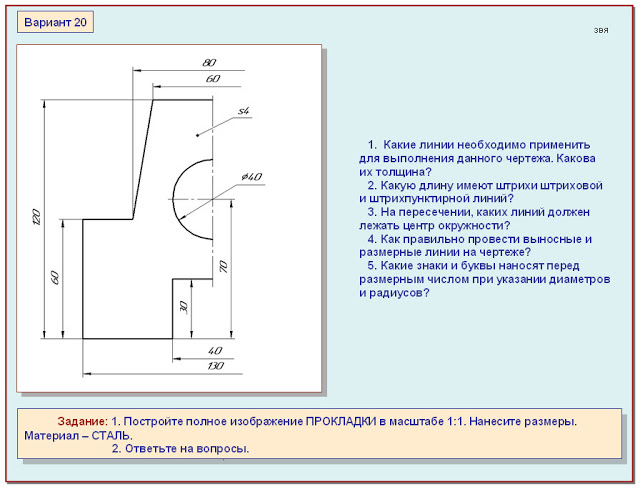 Вариант 20
звя
80
60
s4
⌀40
120
60
70
30
40
130
1. Какие линии необходимо применить
для выполнения данного чертежа. Какова
их толщина?
2. Какую длину имеют штрихи штриховой
и штрихпунктирной линий?
3. На пересечении, каких линий должен
лежать центр окружности?
4. Как правильно провести выносные и
размерные линии на чертеже?
5. Какие знаки и буквы наносят перед
размерным числом при указании диаметров
и радиусов?
Задание: 1. Постройте полное изображение ПРОКЛАДКИ в масштабе 1:1. Нанесите размеры.
Материал – СТАЛЬ.
2. Ответьте на вопросы.